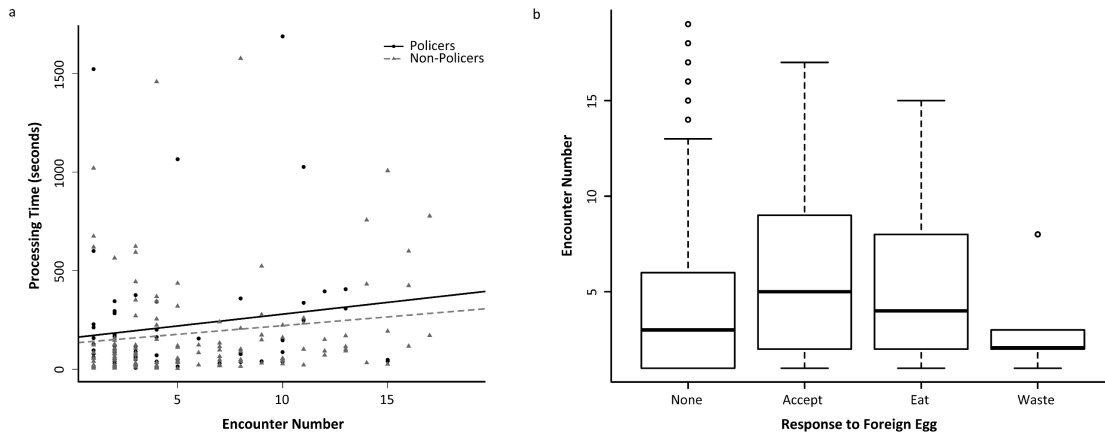 a
Policers
Non-Policers
1500
1000
500
0
Processing Time (seconds)
5
10
15
Encounter Number
b
15
10
5
Encounter Number
None
Accept
Eat
Waste
Response to Foreign Egg